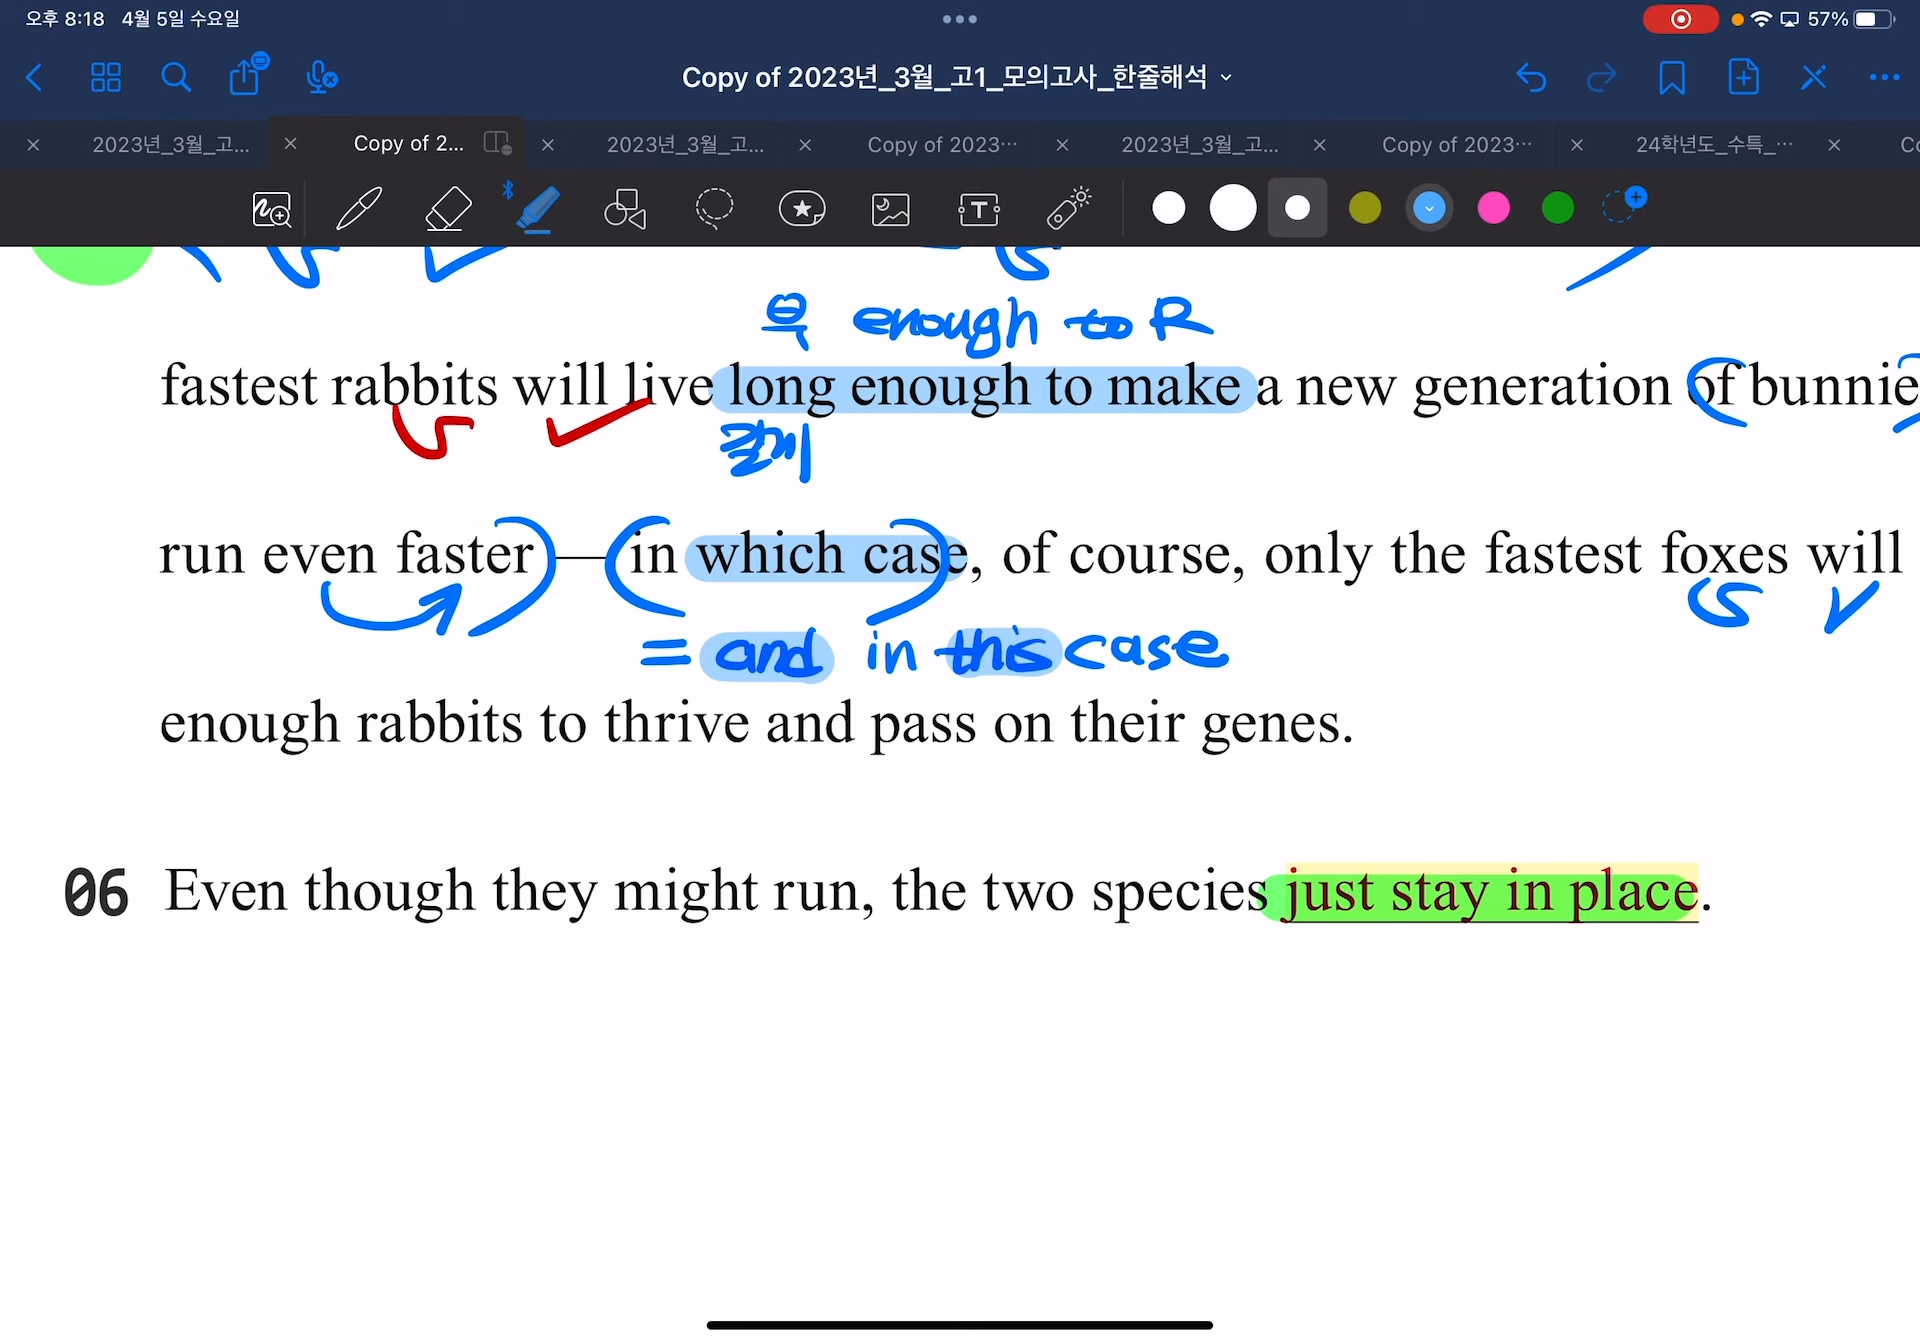 오후 8:18 4월 5일 수요일
57%
Copy of 2023년_3월_고1_모의고사_한줄해석
2023년_3월_고...
Copy of 2...
2023년_3월_고...
Copy of 2023...
2023년_3월_고...
Copy of 2023...
24학년도_수특_...
enough to R
fastest rabbits will live long enough to make a new generation of bunnie
run even faster—in which case, of course, only the fastest foxes will
= and in this case
enough rabbits to thrive and pass on their genes.
06 Even though they might run, the two species just stay in place.